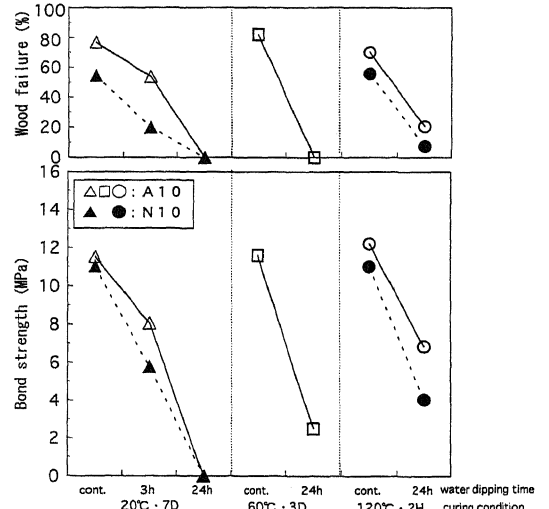 Wood failure (%)
100
80
60
40
20
0
Bond strength (MPa)
16
14
12
10
8
6
4
2
0
△□○: A10
▲ ●: N10
cont. 3h 24h cont. 24h cont. 24h water dipping time
20℃・7D 60℃・3D 120℃・2H curing condition